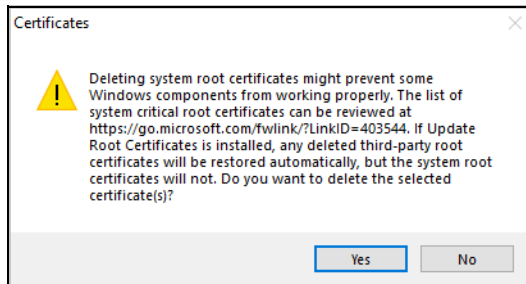 Certificates
Deleting system root certificates might prevent some
Windows components from working properly. The list of
system critical root certificates can be reviewed at
https://go.microsoft.com/fwlink/?LinkID=403544. If Update
Root Certificates is installed, any deleted third-party root
certificates will be restored automatically, but the system root
certificates will not. Do you want to delete the selected
certificate(s)?
Yes
No